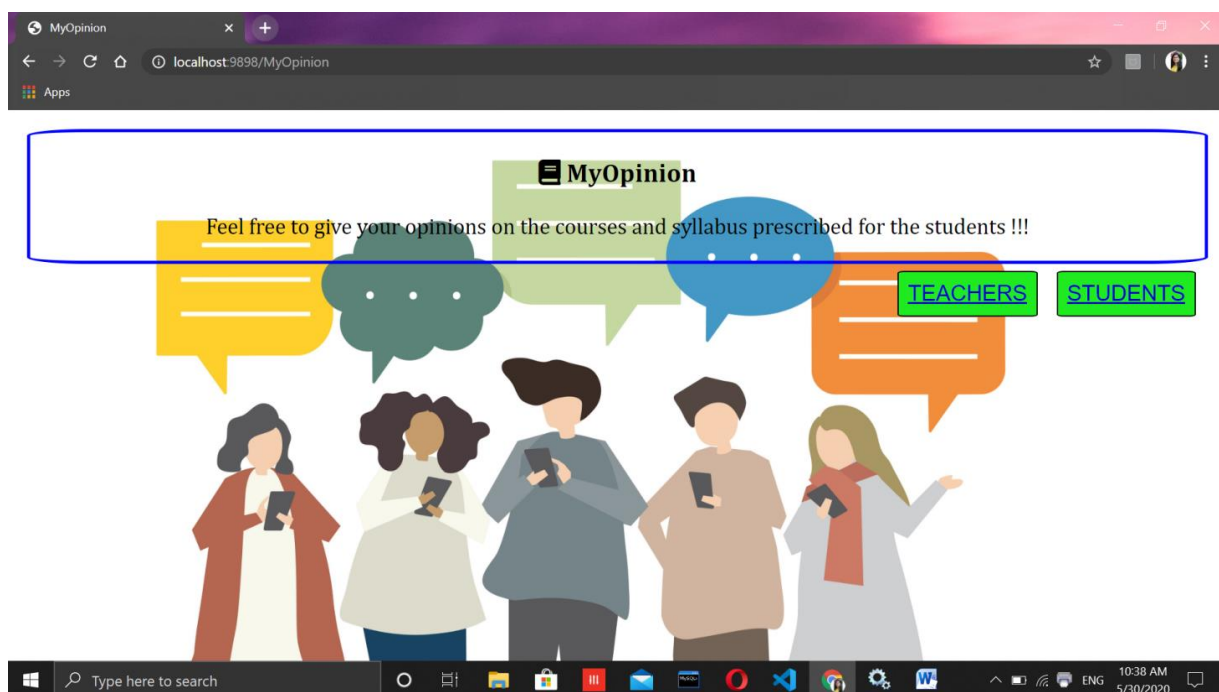 MyOpinion
localhost:9898/MyOpinion
Apps
MyOpinion
Feel free to give your opinions on the courses and syllabus prescribed for the students !!!
TEACHERS STUDENTS
Type here to search
ENG
10:38 AM
5/30/2020